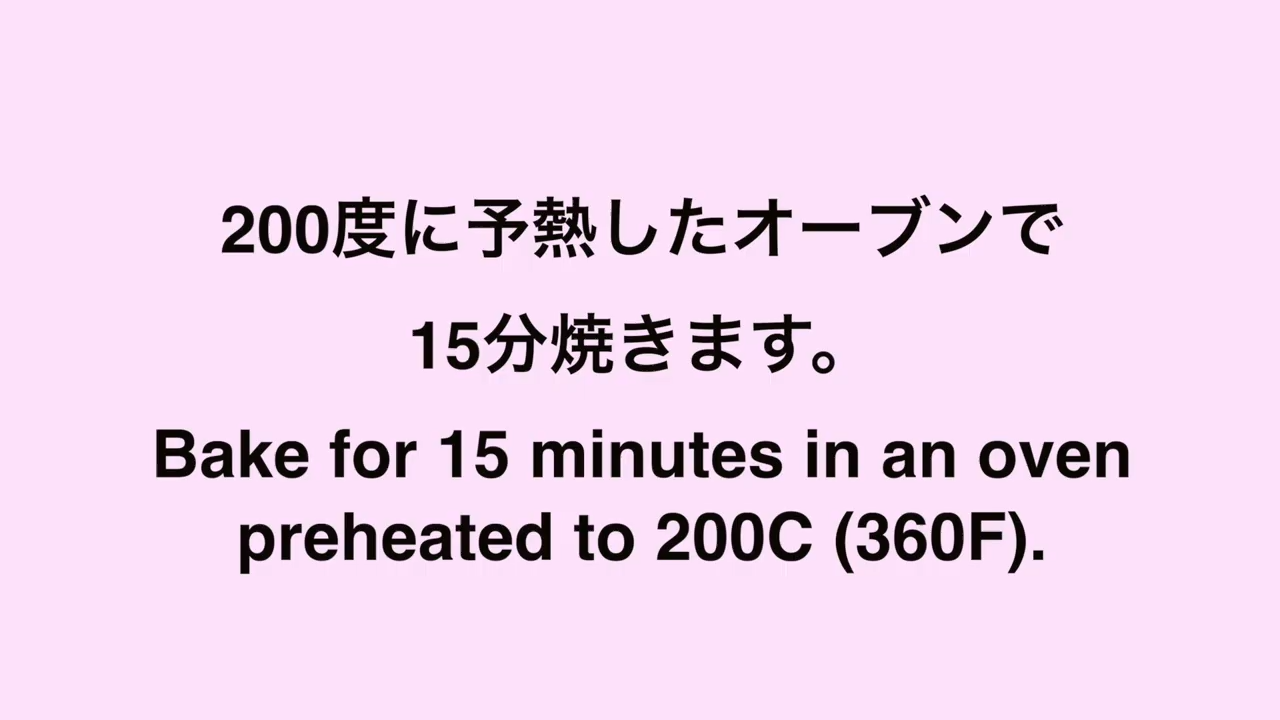 200度に予熱したオーブンで
15分焼きます。
Bake for 15 minutes in an oven
preheated to 200C (360F).